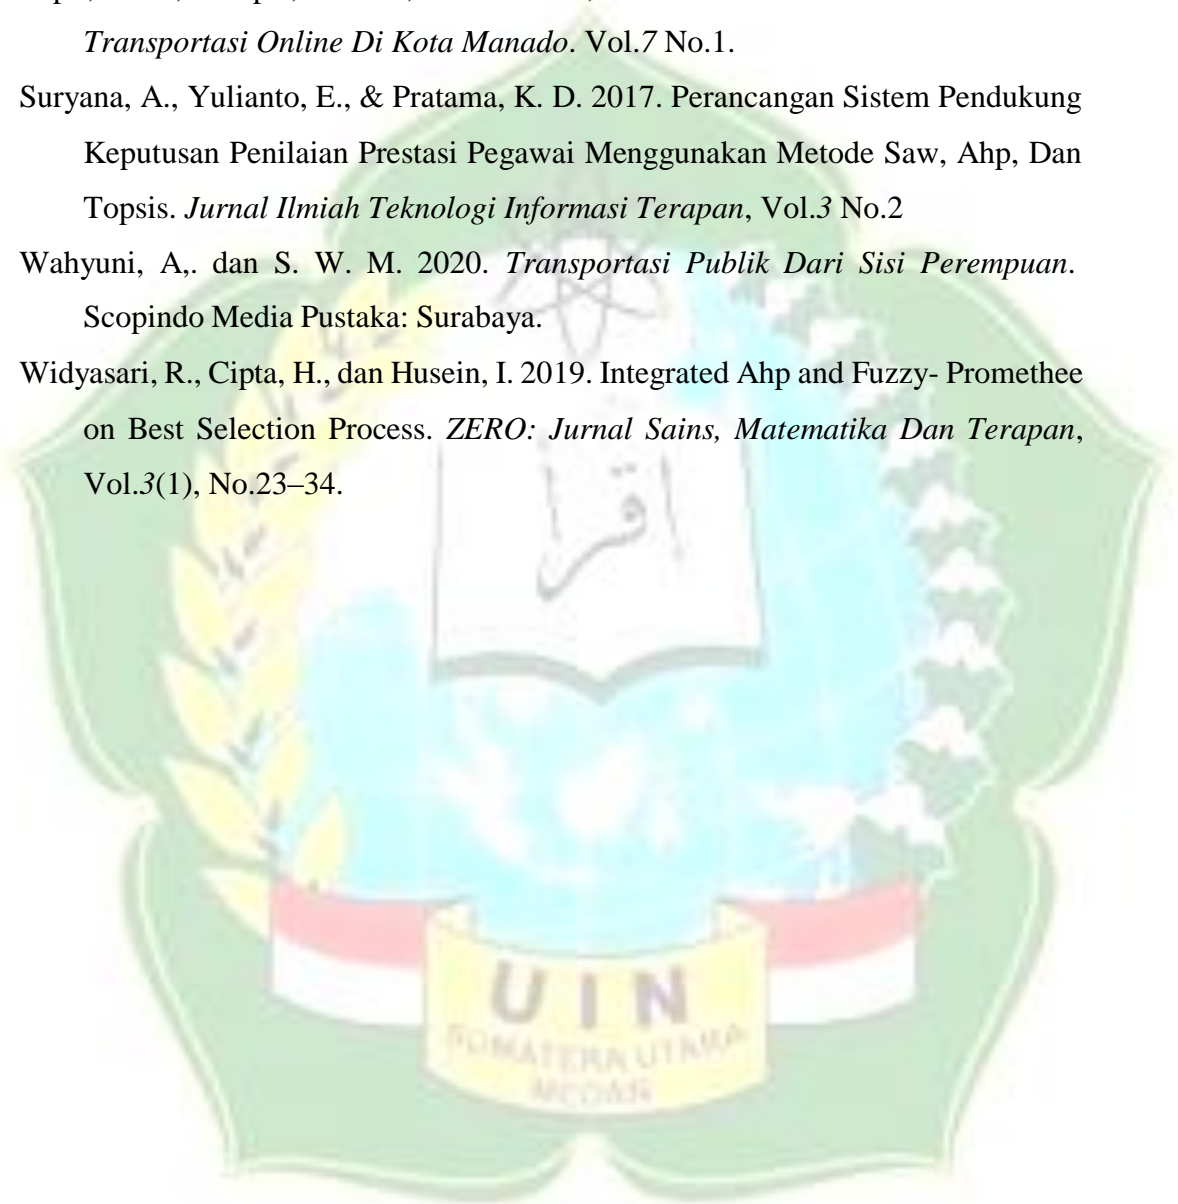 Transportasi Online Di Kota Manado. Vol.7 No.1.
Suryana, A., Yulianto, E., & Pratama, K. D. 2017. Perancangan Sistem Pendukung
Keputusan Penilaian Prestasi Pegawai Menggunakan Metode Saw, Ahp, Dan
Topsis. Jurnal Ilmiah Teknologi Informasi Terapan, Vol.3 No.2
Wahyuni, A,. dan S. W. M. 2020. Transportasi Publik Dari Sisi Perempuan.
Scopindo Media Pustaka: Surabaya.
Widyasari, R., Cipta, H., dan Husein, I. 2019. Integrated Ahp and Fuzzy- Promethee
on Best Selection Process. ZERO: Jurnal Sains, Matematika Dan Terapan,
Vol.3(1), No.23–34.
UIN
SUMATERA UTARA
MEDAN